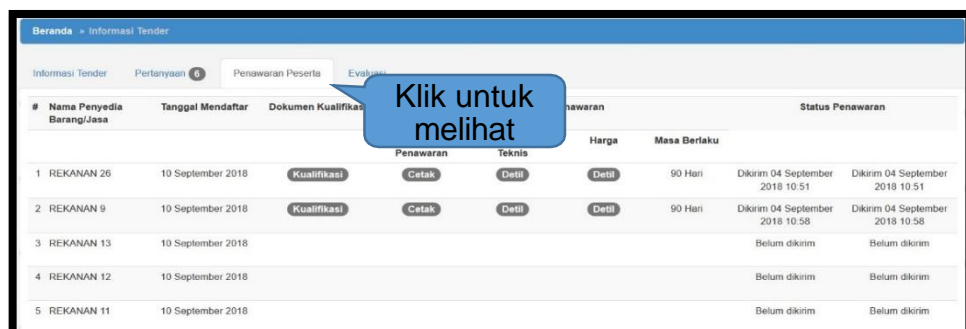 Beranda » Informasi Tender
Informasi Tender Pertanyaan 6 Penawaran Peserta Evaluasi
Klik untuk
melihat
# Nama Penyedia Barang/Jasa Tanggal Mendaftar Dokumen Status Penawaran
Penawaran Teknis Harga Masa Berlaku
1 REKANAN 26 10 September 2018 Kualifikasi Cetak Detil Detil 90 Hari Dikirim 04 September 2018 10:51 Dikirim 04 September 2018 10:51
2 REKANAN 9 10 September 2018 Kualifikasi Cetak Detil Detil 90 Hari Dikirim 04 September 2018 10:58 Dikirim 04 September 2018 10:58
3 REKANAN 13 10 September 2018 Belum dikirim Belum dikirim
4 REKANAN 12 10 September 2018 Belum dikirim Belum dikirim
5 REKANAN 11 10 September 2018 Belum dikirim Belum dikirim